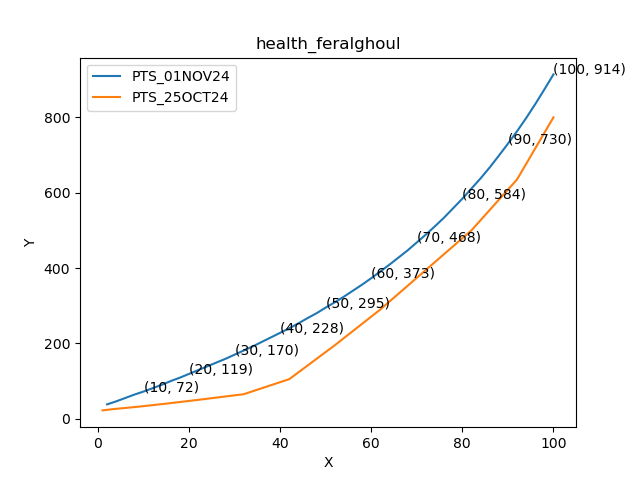 health_feralghoul
PTS_01NOV24
PTS_25OCT24
(100, 914)
(90, 730)
(80, 584)
(70, 468)
(60, 373)
(50, 295)
(40, 228)
(30, 170)
(20, 119)
(10, 72)
Y
800
600
400
200
0
0 20 40 60 80 100
X